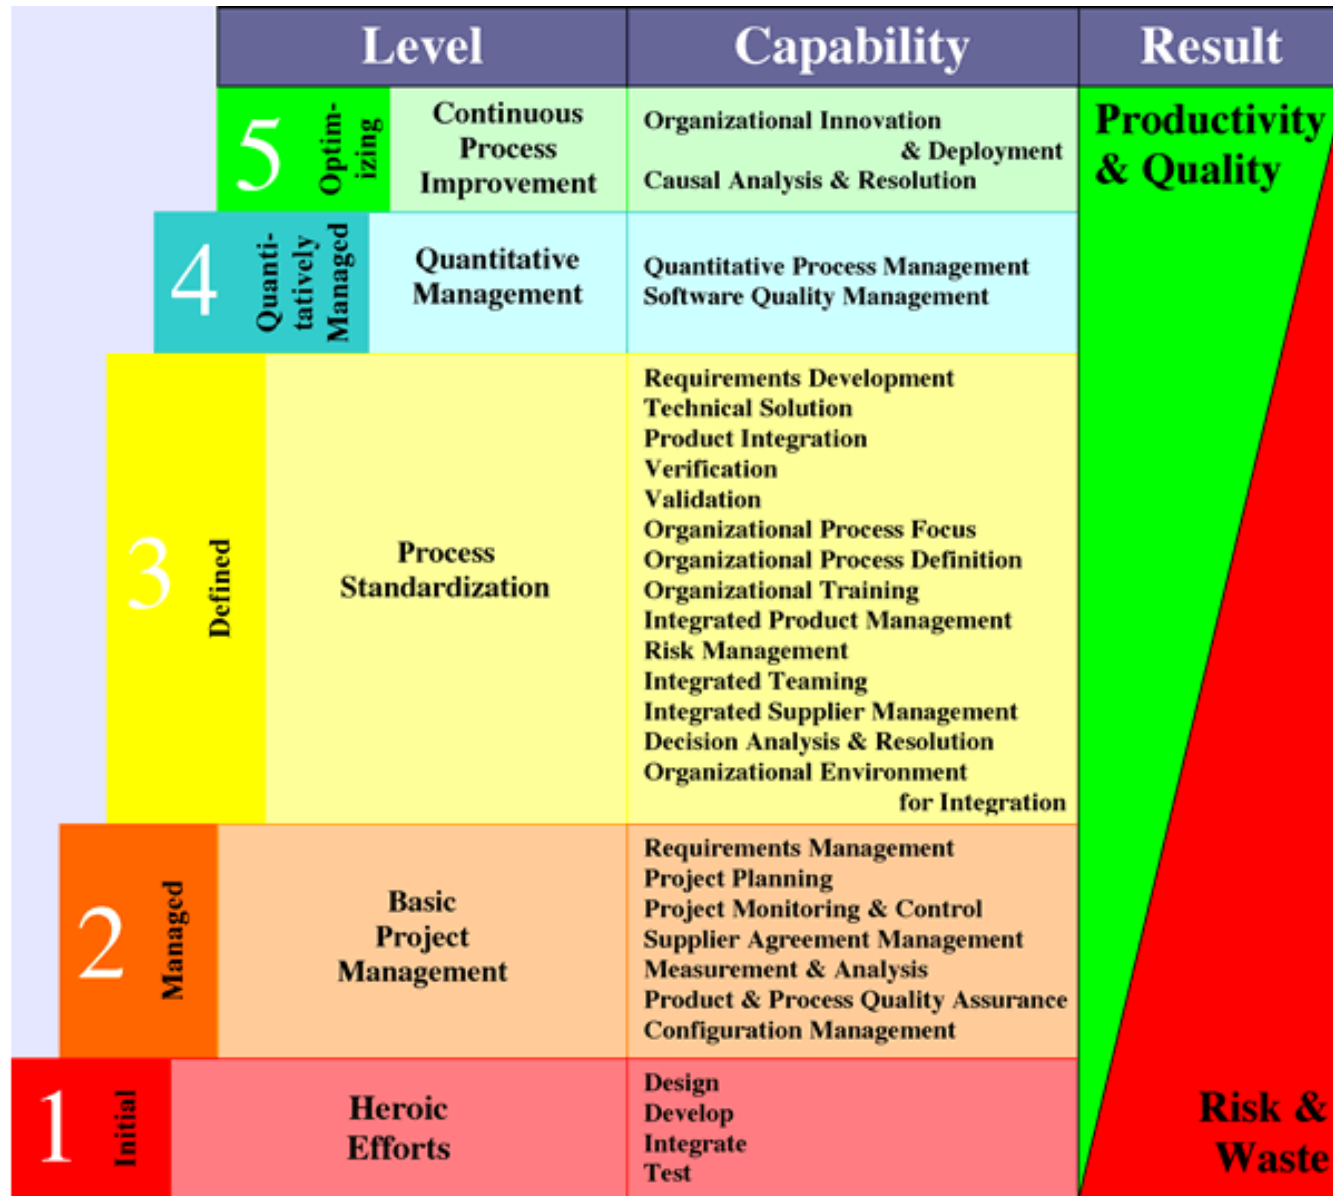 Level Capability Result
5
Optim-
izing
Continuous
Process
Improvement
Organizational Innovation
& Deployment
Causal Analysis & Resolution
Productivity
& Quality
4
Quanti-
tatively
Managed
Quantitative
Management
Quantitative Process Management
Software Quality Management
3
Defined
Process
Standardization
Requirements Development
Technical Solution
Product Integration
Verification
Validation
Organizational Process Focus
Organizational Process Definition
Organizational Training
Integrated Product Management
Risk Management
Integrated Teaming
Integrated Supplier Management
Decision Analysis & Resolution
Organizational Environment
for Integration
2
Managed
Basic
Project
Management
Requirements Management
Project Planning
Project Monitoring & Control
Supplier Agreement Management
Measurement & Analysis
Product & Process Quality Assurance
Configuration Management
1
Initial
Heroic
Efforts
Design
Develop
Integrate
Test
Risk &
Waste